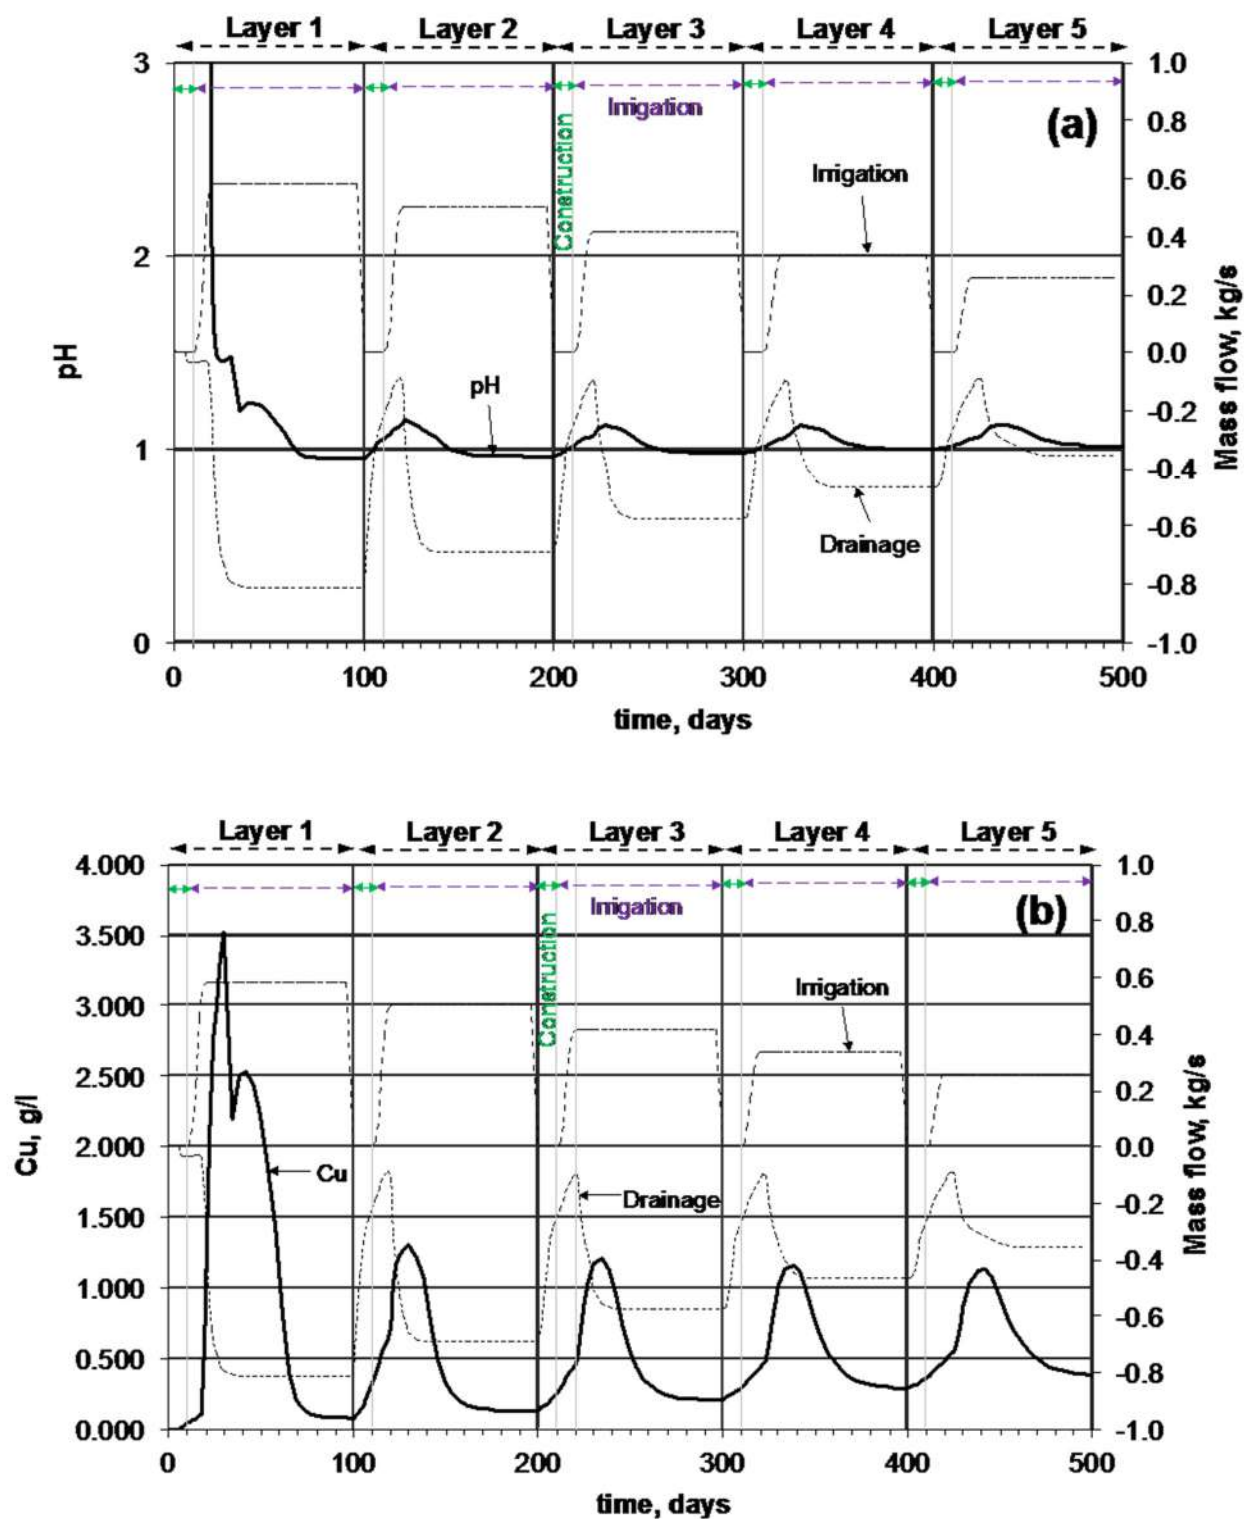 Layer 1 Layer 2 Layer 3 Layer 4 Layer 5
3 1.0
Irrigation (a) 0.8
Construction
Irrigation 0.6
2 0.4
0.2
pH 0.0 Mass flow, kg/s
pH -0.2
1 -0.4
Drainage -0.6
-0.8
0 -1.0
0 100 200 300 400 500
time, days
Layer 1 Layer 2 Layer 3 Layer 4 Layer 5
4.000 1.0
Irrigation (b)
3.500 0.8
Construction
3.000 Irrigation 0.6
0.4
2.500 0.2
Cu, g/l 2.000 0.0 Mass flow, kg/s
Cu Drainage -0.2
1.500
1.000 -0.4
-0.6
0.500 -0.8
0.000 -1.0
0 100 200 300 400 500
time, days